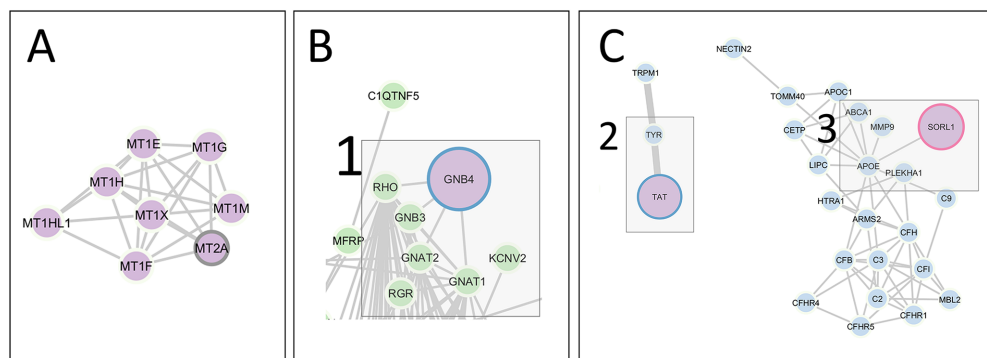 A
MT1E
MT1G
MT1H
MT1X
MT1M
MT1HL1
MT2A
MT1F
B
C1QTNF5
1
RHO
GNB4
GNB3
MFRP
GNAT2
KCNV2
GNAT1
RGR
C
NECTIN2
TRPM1
TOMM40
APOC1
2
TYR
TAT
3
ABCA1
MMP9
SORL1
CETP
LIPC
APOE
PLEKHA1
HTRA1
C9
ARMS2
CFH
CFB
C3
CFI
CFHR4
C2
MBL2
CFHR1
CFHR5